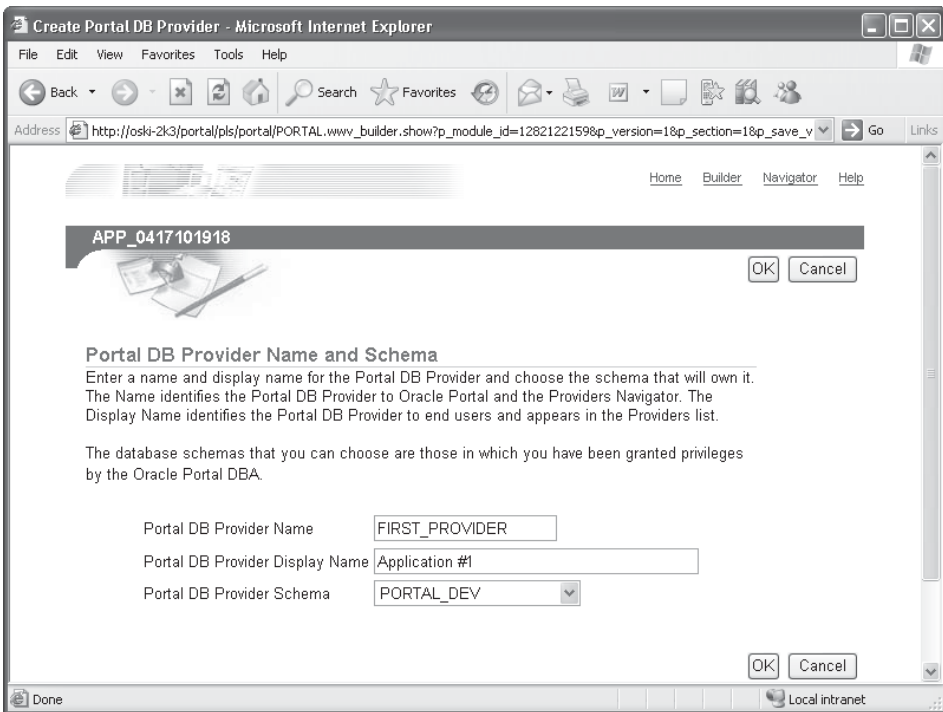 Create Portal DB Provider - Microsoft Internet Explorer
File Edit View Favorites Tools Help
Back Search Favorites
Address http://oski-2k3/portal/pls/portal/PORTAL.wwv_builder.show?p_module_id=1282122159&p_version=1&p_section=1&p_save_v Go Links
Home Builder Navigator Help
APP_0417101918
OK Cancel
Portal DB Provider Name and Schema
Enter a name and display name for the Portal DB Provider and choose the schema that will own it.
The Name identifies the Portal DB Provider to Oracle Portal and the Providers Navigator. The
Display Name identifies the Portal DB Provider to end users and appears in the Providers list.
The database schemas that you can choose are those in which you have been granted privileges
by the Oracle Portal DBA.
Portal DB Provider Name FIRST_PROVIDER
Portal DB Provider Display Name Application #1
Portal DB Provider Schema PORTAL_DEV
OK Cancel
Done Local intranet